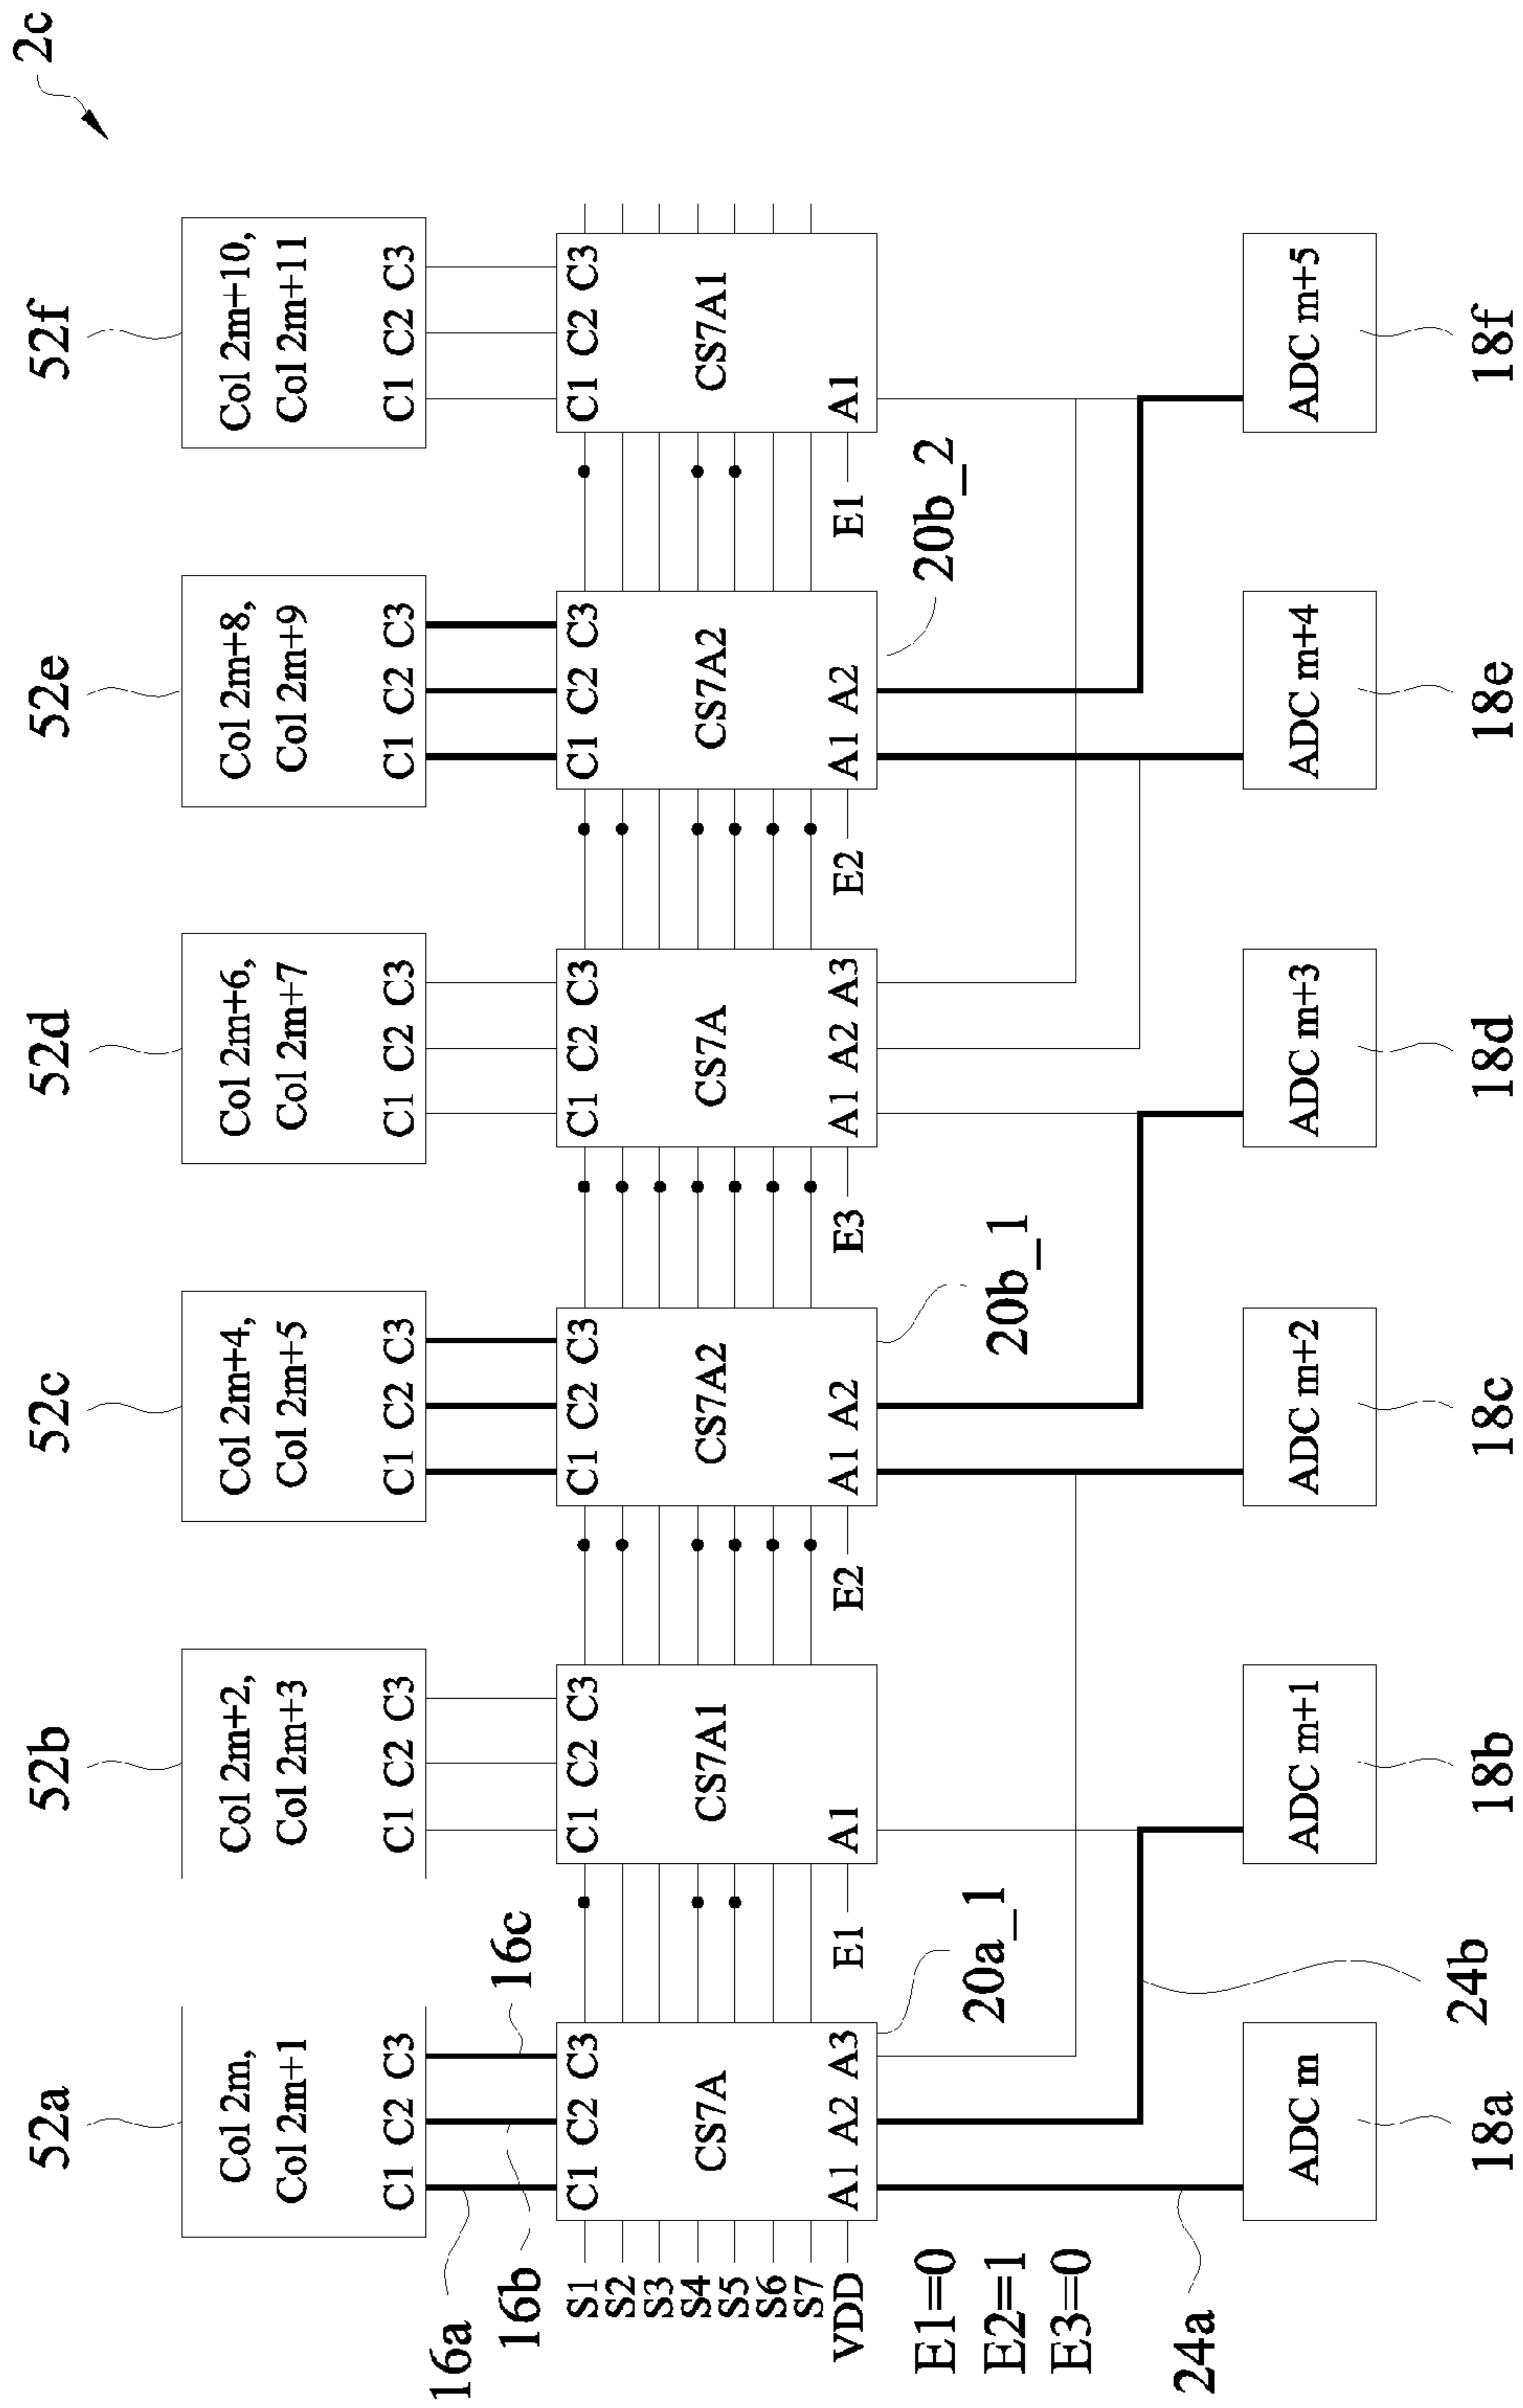 2c
52a 52b 52c 52d 52e 52f
Col 2m, Col 2m+2, Col 2m+4, Col 2m+6, Col 2m+8, Col 2m+10,
Col 2m+1 Col 2m+3 Col 2m+5 Col 2m+7 Col 2m+9 Col 2m+11
C1 C2 C3 C1 C2 C3 C1 C2 C3 C1 C2 C3 C1 C2 C3 C1 C2 C3
16a 16b 16c
C1 C2 C3 C1 C2 C3 C1 C2 C3 C1 C2 C3 C1 C2 C3 C1 C2 C3
S1
S2
S3
S4
S5
S6
S7
CS7A CS7A1 CS7A2 CS7A CS7A2 CS7A1
A1 A2 A3 A1 A1 A2 A1 A2 A3 A1 A2 A1
VDD E1 E2 E3 E2 E1
E1=0
E2=1
E3=0
20a_1 20b_1 20b_2
24a 24b
ADC m ADC m+1 ADC m+2 ADC m+3 ADC m+4 ADC m+5
18a 18b 18c 18d 18e 18f